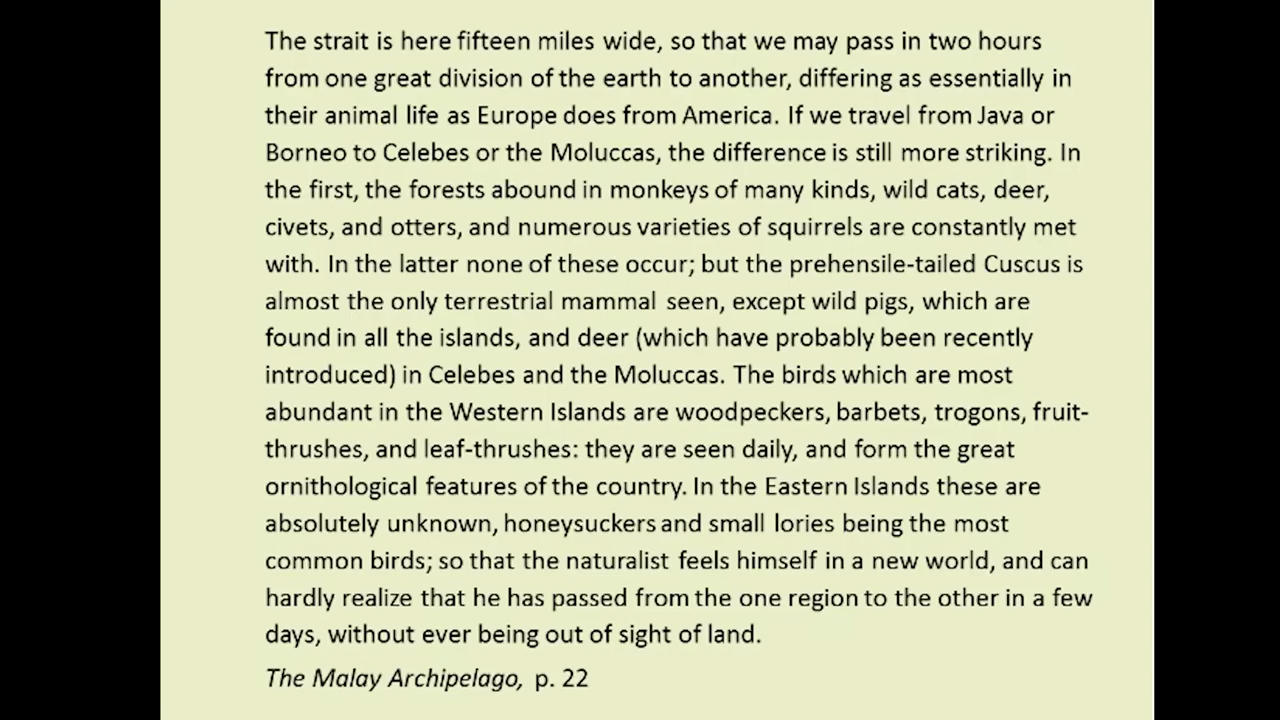 The strait is here fifteen miles wide, so that we may pass in two hours
from one great division of the earth to another, differing as essentially in
their animal life as Europe does from America. If we travel from Java or
Borneo to Celebes or the Moluccas, the difference is still more striking. In
the first, the forests abound in monkeys of many kinds, wild cats, deer,
civets, and otters, and numerous varieties of squirrels are constantly met
with. In the latter none of these occur; but the prehensile-tailed Cuscus is
almost the only terrestrial mammal seen, except wild pigs, which are
found in all the islands, and deer (which have probably been recently
introduced) in Celebes and the Moluccas. The birds which are most
abundant in the Western Islands are woodpeckers, barbets, trogons, fruit-
thrushes, and leaf-thrushes: they are seen daily, and form the great
ornithological features of the country. In the Eastern Islands these are
absolutely unknown, honeysuckers and small lories being the most
common birds; so that the naturalist feels himself in a new world, and can
hardly realize that he has passed from the one region to the other in a few
days, without ever being out of sight of land.
The Malay Archipelago, p. 22